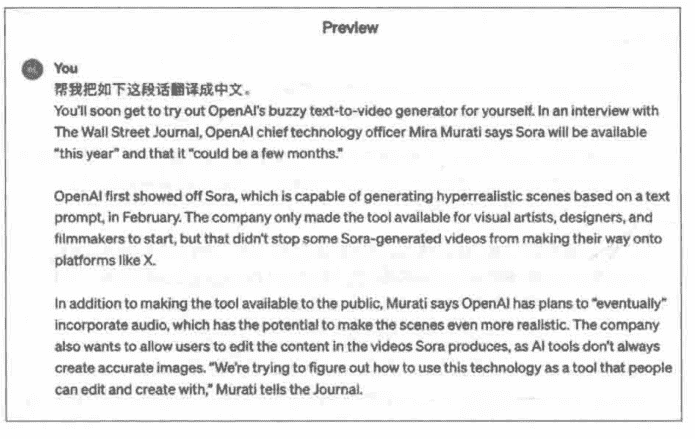 Preview
You
帮我把如下这段话翻译成中文。
You'll soon get to try out OpenAI's buzzy text-to-video generator for yourself. In an interview with
The Wall Street Journal, OpenAI chief technology officer Mira Murati says Sora will be available
"this year" and that it "could be a few months."
OpenAI first showed off Sora, which is capable of generating hyperrealistic scenes based on a text
prompt, in February. The company only made the tool available for visual artists, designers, and
filmmakers to start, but that didn't stop some Sora-generated videos from making their way onto
platforms like X.
In addition to making the tool available to the public, Murati says OpenAI has plans to "eventually"
incorporate audio, which has the potential to make the scenes even more realistic. The company
also wants to allow users to edit the content in the videos Sora produces, as AI tools don't always
create accurate images. "We're trying to figure out how to use this technology as a tool that people
can edit and create with," Murati tells the Journal.